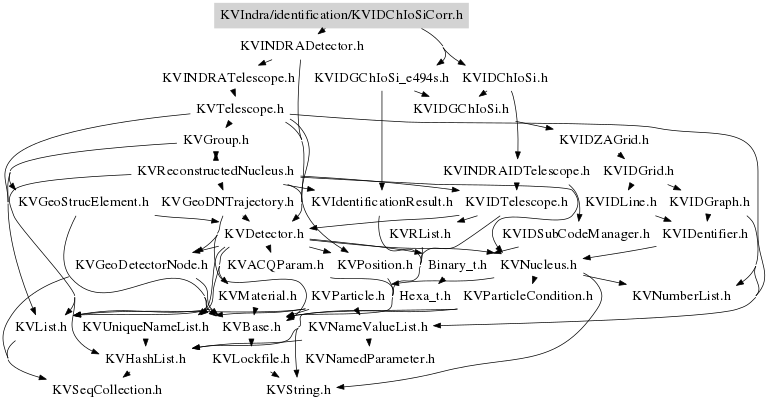 KVIndra/identification/KVIDChIoSiCorr.h
KVINDRADetector.h
KVINDRATelescope.h KVIDGChIoSi_e494s.h KVIDChIoSi.h
KVTelescope.h KVIDGChIoSi.h
KVGroup.h KVIDZAGrid.h
KVReconstructedNucleus.h KVINDRAIDTelescope.h KVIDGrid.h
KVGeoStrucElement.h KVGeoDNTrajectory.h KVIdentificationResult.h KVIDTelescope.h KVIDLine.h KVIDGraph.h
KVDetector.h KVRList.h KVIDSubCodeManager.h KVIDentifier.h
KVGeoDetectorNode.h KVACQParam.h KVPosition.h Binary_t.h KVNucleus.h
KVMaterial.h KVParticle.h Hexa_t.h KVParticleCondition.h KVNumberList.h
KVList.h KVUniqueNameList.h KVBase.h KVNameValueList.h
KVHashList.h KVLockfile.h KVNamedParameter.h
KVSeqCollection.h KVString.h